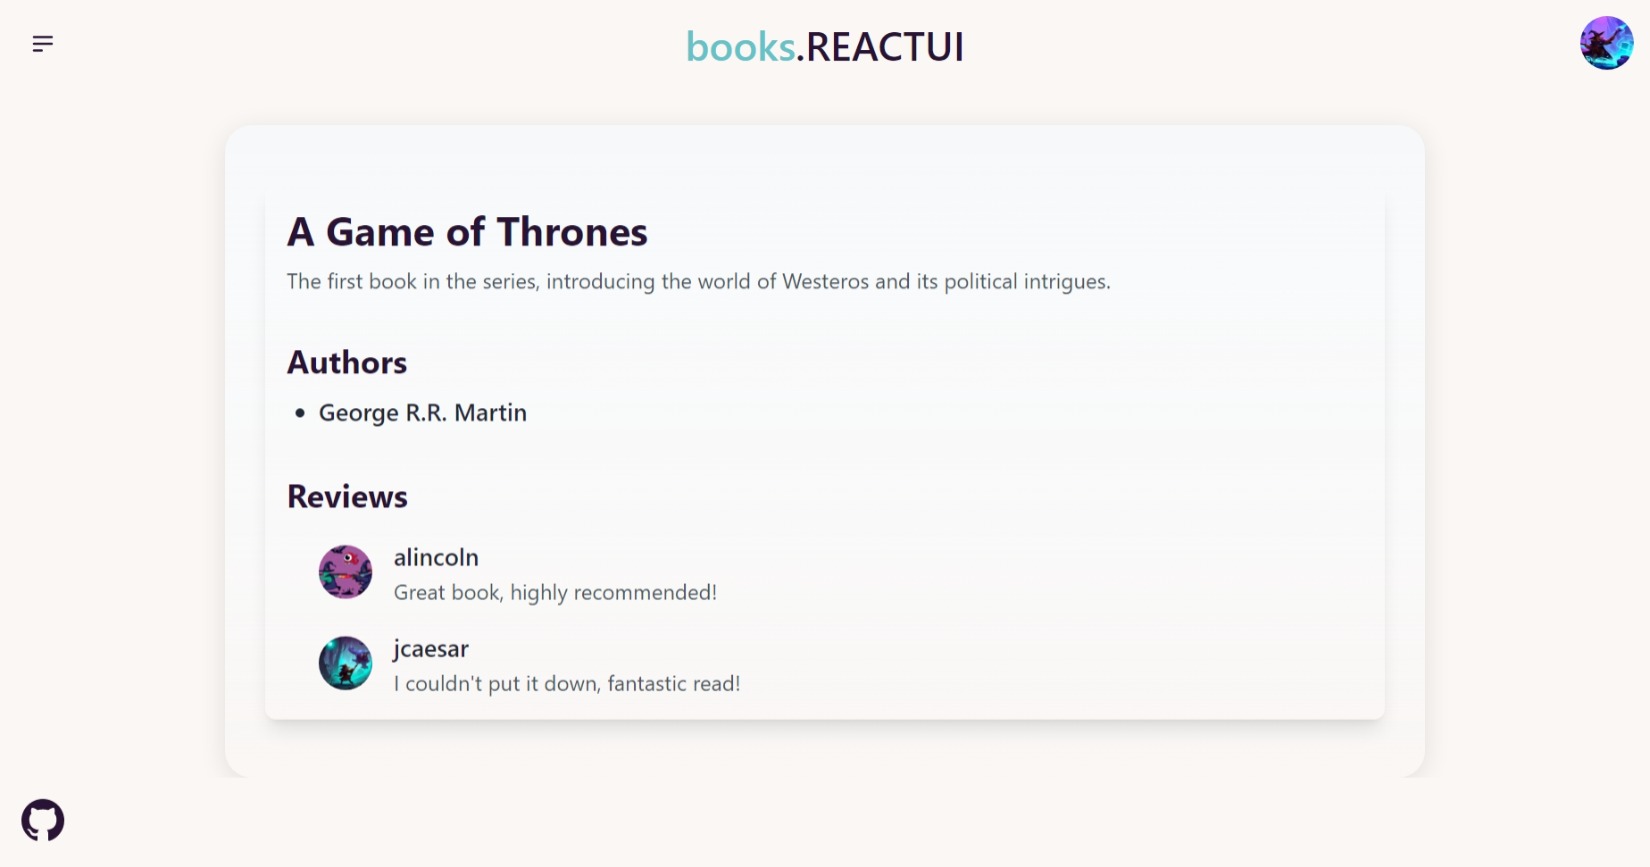 books.REACTUI
A Game of Thrones
The first book in the series, introducing the world of Westeros and its political intrigues.
Authors
• George R.R. Martin
Reviews
alincoln
Great book, highly recommended!
jcaesar
I couldn't put it down, fantastic read!